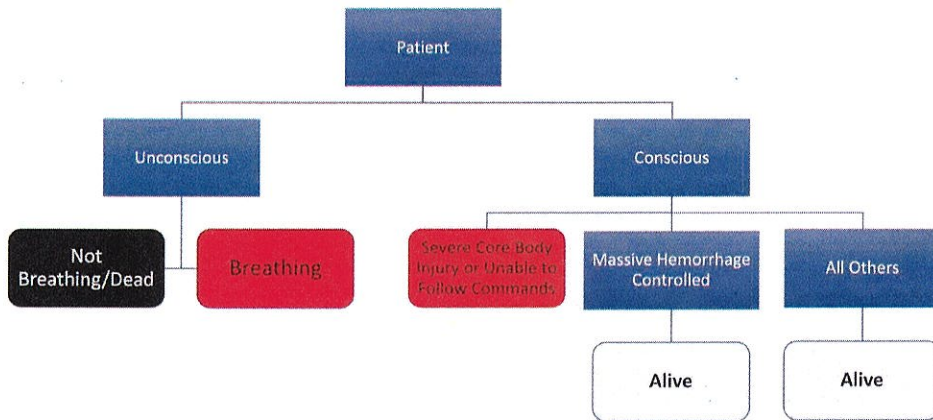 Patient
Unconscious
Conscious
Not
Breathing/Dead
Breathing
Severe Core Body
Injury or Unable to
Follow Commands
Massive Hemorrhage
Controlled
All Others
Alive
Alive